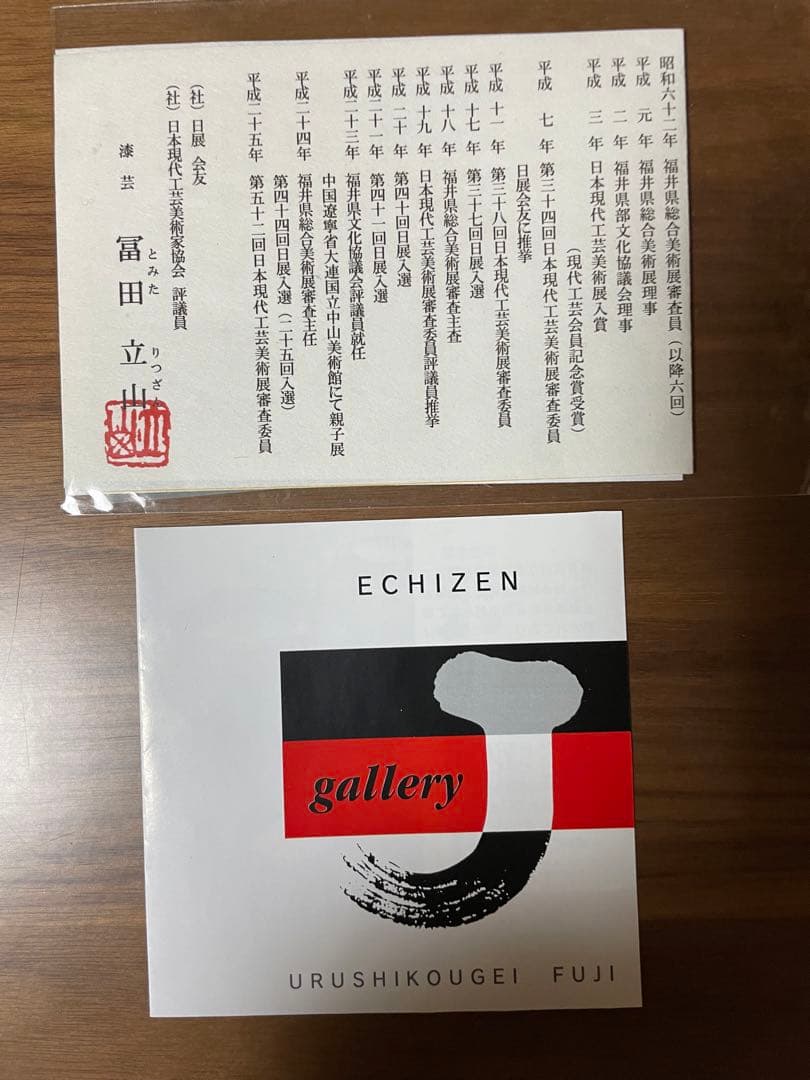 昭和六十二年 福井県総合美術展審査員(以降六回)
平成 元 年 福井県総合美術展理事
平成 二 年 福井県部文化協議会理事
平成 三 年 日本現代工芸美術展入賞
(現代工芸会員記念賞受賞)
平成 七 年 第三十四回日本現代工芸美術展審査委員
日展会友に推挙
平成 十一 年 第三十八回日本現代工芸美術展審査委員
平成 十七 年 第三十七回日展入選
平成 十八 年 福井県総合美術展審査主査
平成 十九 年 日本現代工芸美術展審査委員評議員推挙
平成 二十 年 第四十回日展入選
平成二十一年 第四十一回日展入選
平成二十三年 福井県文化協議会評議員就任
中国遼寧省大連国立中山美術館にて親子展
平成二十四年 福井県総合美術展審査主任
第四十四回日展入選(二十五回入選)
平成二十五年 第五十二回日本現代工芸美術展審査委員
(社)日展 会友
(社)日本現代工芸美術家協会 評議員
漆芸 冨田 立山
とみた りつざん
ECHIZEN
gallery
J
URUSHIKOUGEI FUJI